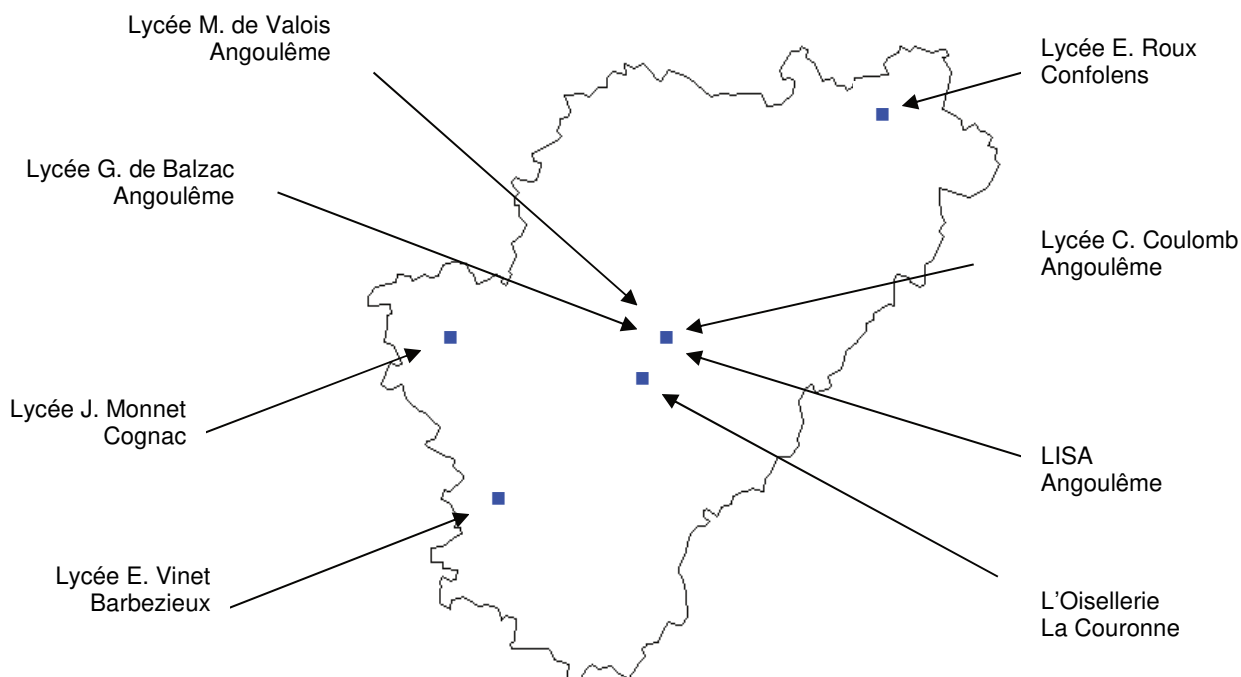 Lycée M. de Valois
Angoulême
Lycée E. Roux
Confolens
Lycée G. de Balzac
Angoulême
Lycée C. Coulomb
Angoulême
Lycée J. Monnet
Cognac
LISA
Angoulême
Lycée E. Vinet
Barbezieux
L'Oisellerie
La Couronne